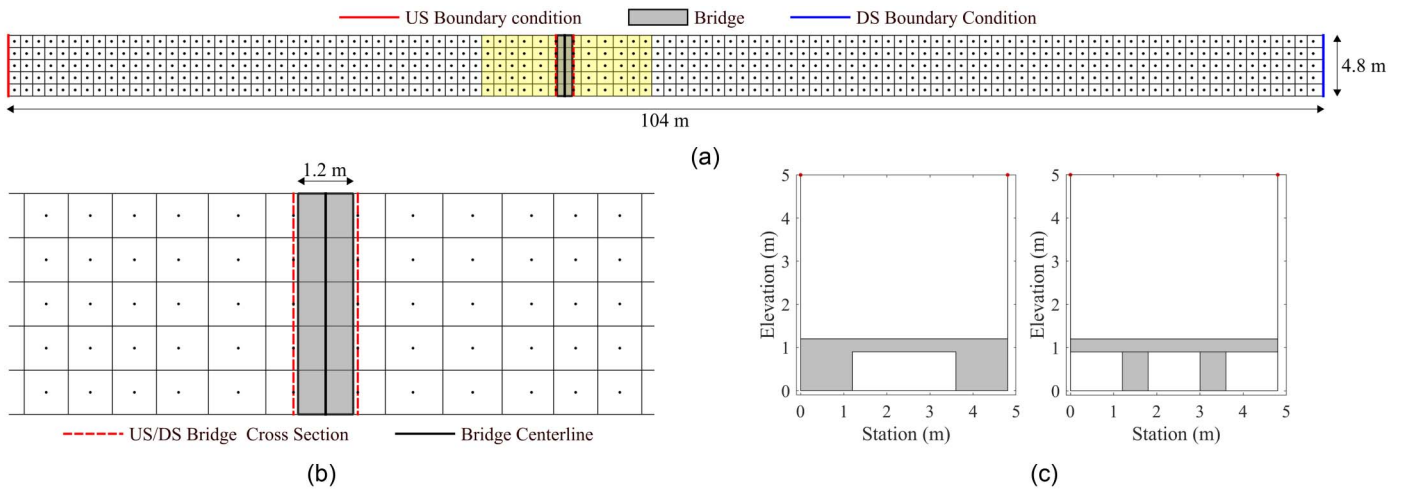 US Boundary condition Bridge DS Boundary Condition
4.8 m
104 m
(a)
1.2 m
US/DS Bridge Cross Section Bridge Centerline
(b)
5
4
3
2
1
0
Elevation (m)
0 1 2 3 4 5
Station (m)
5
4
3
2
1
0
Elevation (m)
0 1 2 3 4 5
Station (m)
(c)